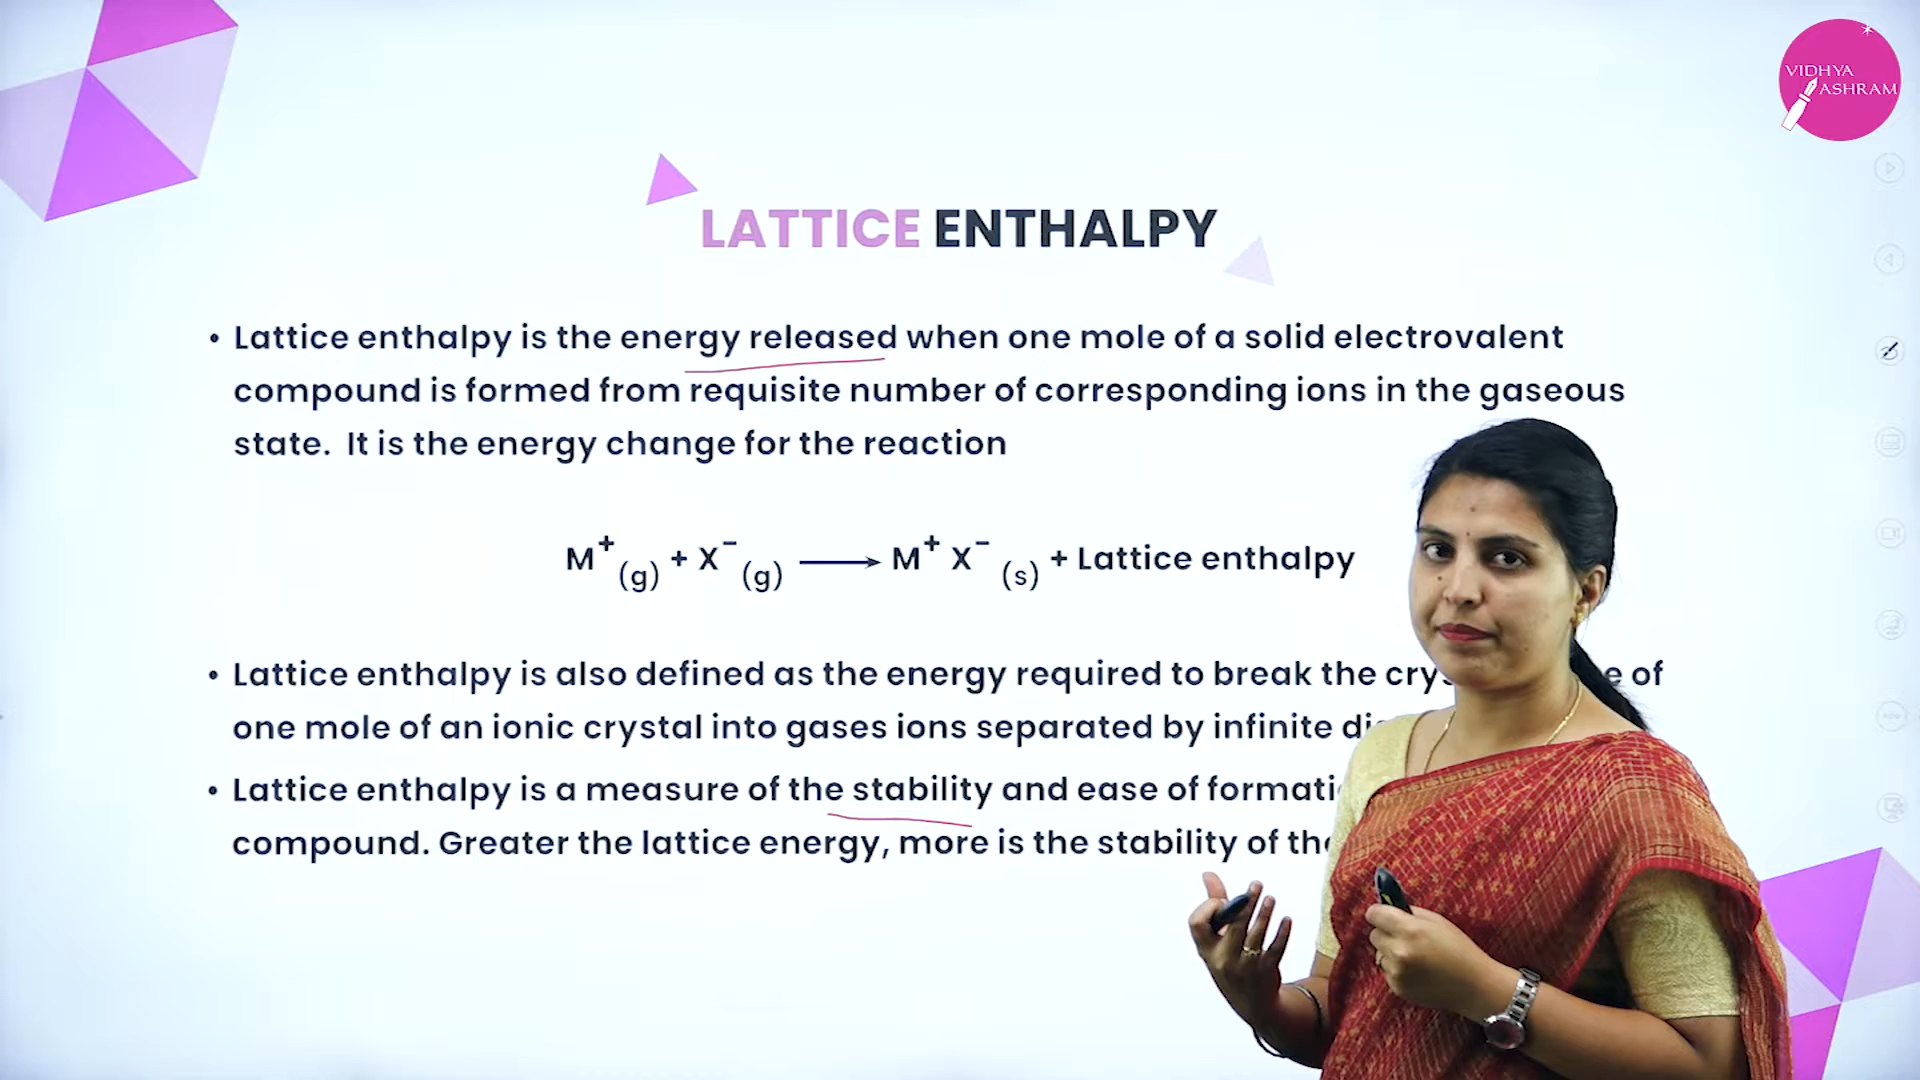 VIDHYA
ASHRAM
LATTICE ENTHALPY
• Lattice enthalpy is the energy released when one mole of a solid electrovalent
compound is formed from requisite number of corresponding ions in the gaseous
state. It is the energy change for the reaction
M⁺(g) + X⁻(g) ⟶ M⁺ X⁻(s) + Lattice enthalpy
• Lattice enthalpy is also defined as the energy required to break the of
one mole of an ionic crystal into gases ions separated by infinite
• Lattice enthalpy is a measure of the stability and ease of
compound. Greater the lattice energy, more is the stability of